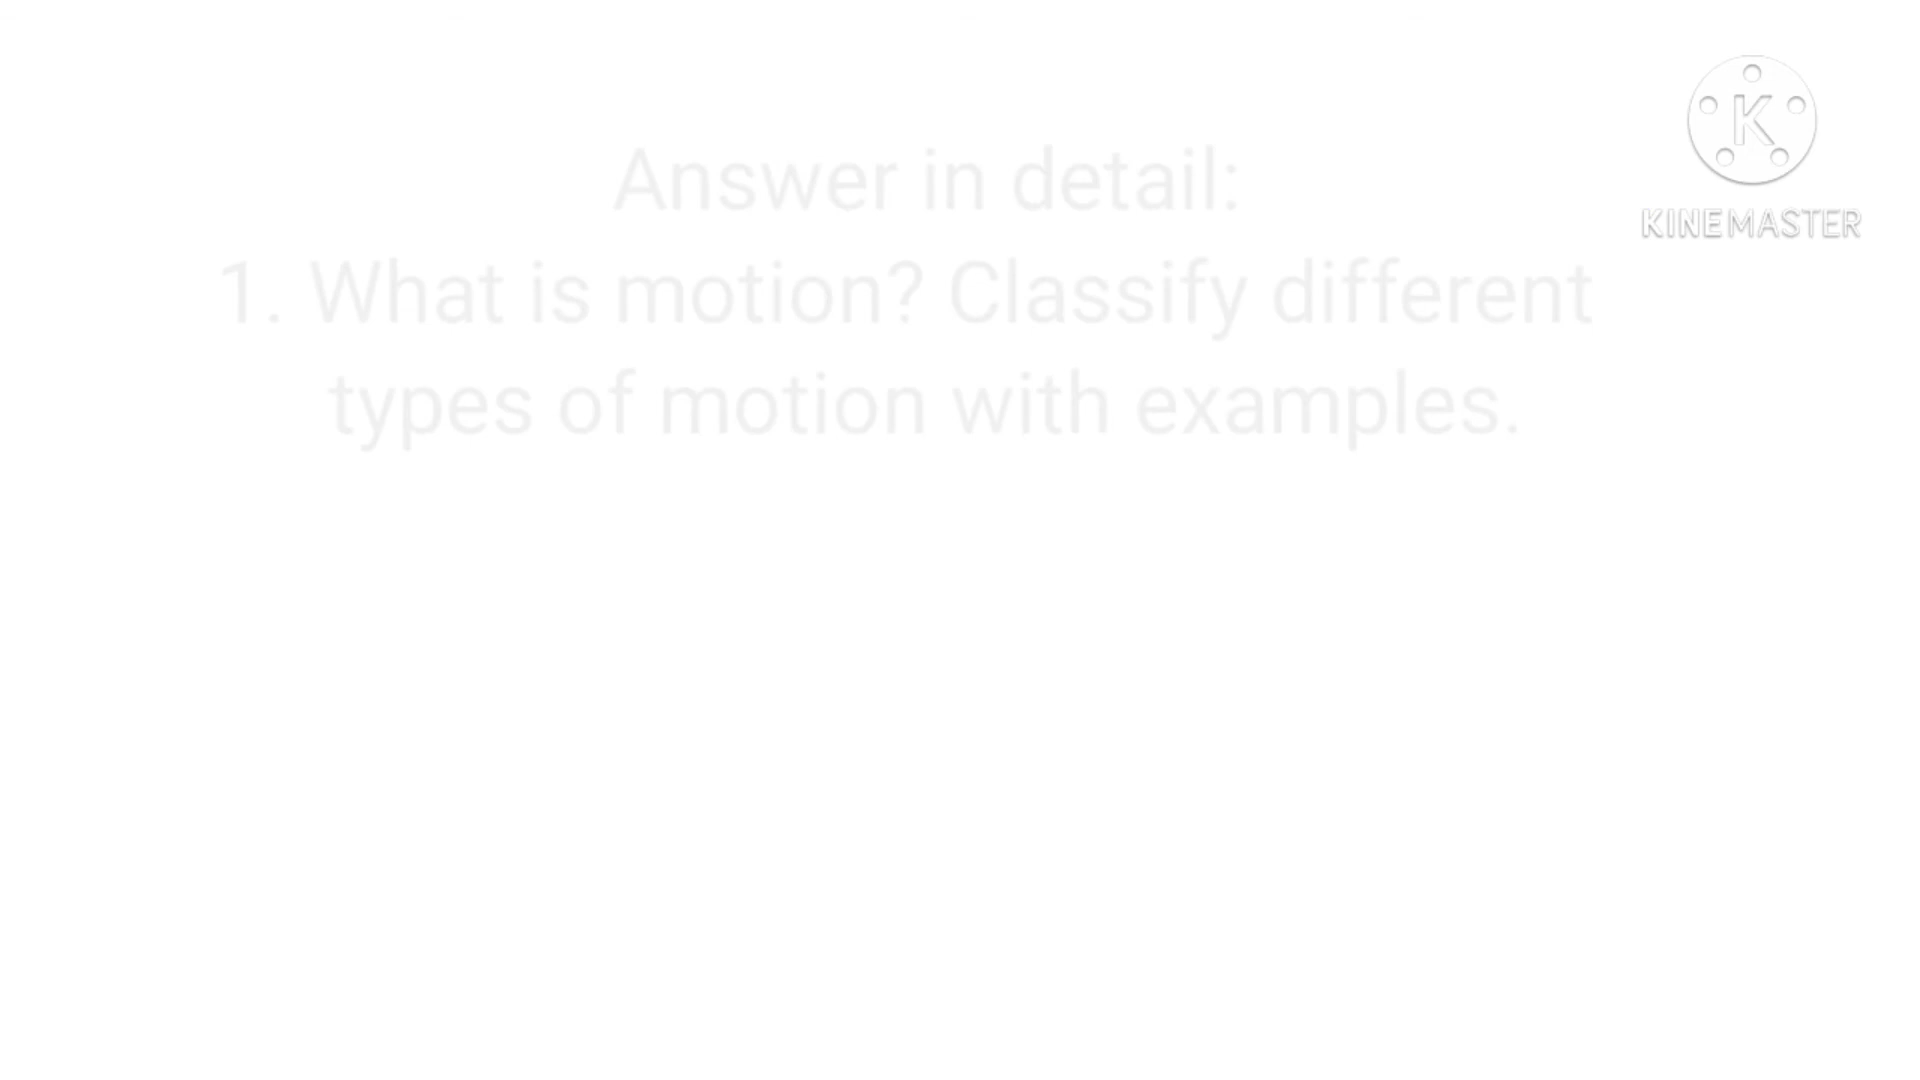 Answer in detail:
1. What is motion? Classify different
types of motion with examples.
K
KINEMASTER